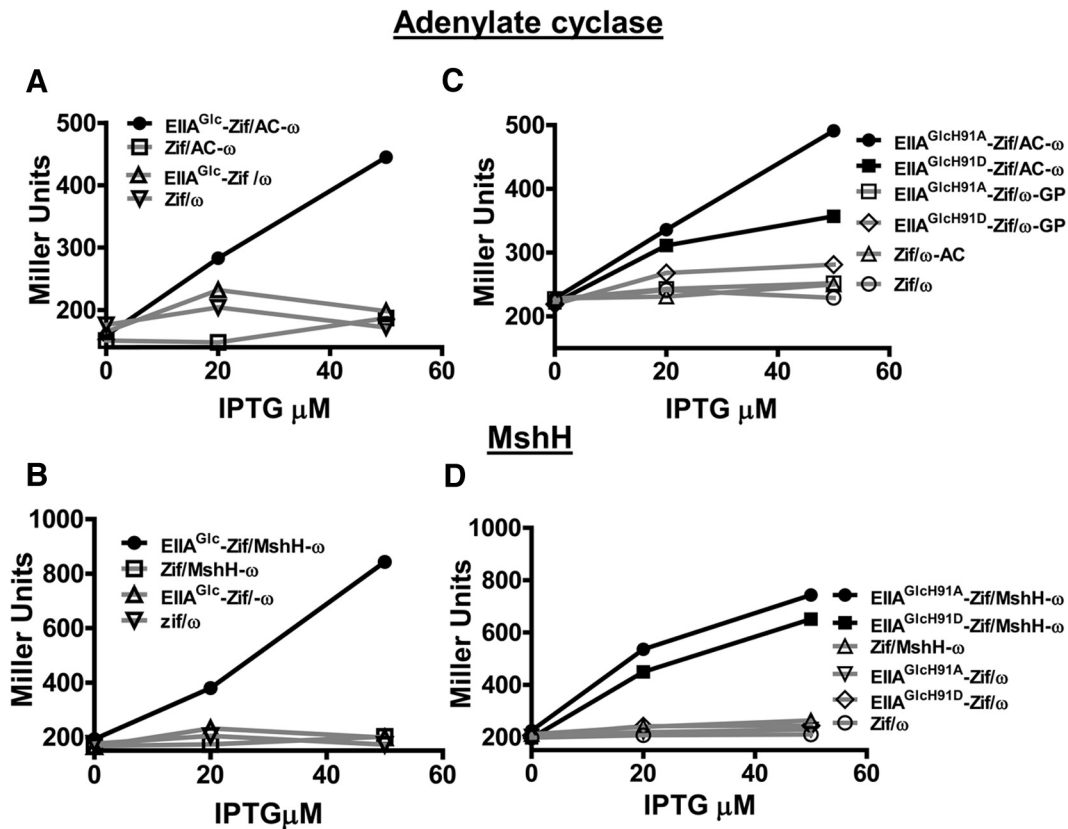 Adenylate cyclase
A
Miller Units
500
400
300
200
0
20
40
60
IPTG μM
EIIAGlc-Zif/AC-ω
Zif/AC-ω
EIIAGlc-Zif /ω
Zif/ω
C
Miller Units
500
400
300
200
0
20
40
60
IPTG μM
EIIAGlcH91A-Zif/AC-ω
EIIAGlcH91D-Zif/AC-ω
EIIAGlcH91A-Zif/ω-GP
EIIAGlcH91D-Zif/ω-GP
Zif/ω-AC
Zif/ω
MshH
B
Miller Units
1000
800
600
400
200
0
20
40
60
IPTGμM
EIIAGlc-Zif/MshH-ω
Zif/MshH-ω
EIIAGlc-Zif/-ω
zif/ω
D
Miller Units
1000
800
600
400
200
0
20
40
60
IPTG μM
EIIAGlcH91A-Zif/MshH-ω
EIIAGlcH91D-Zif/MshH-ω
Zif/MshH-ω
EIIAGlcH91A-Zif/ω
EIIAGlcH91D-Zif/ω
Zif/ω